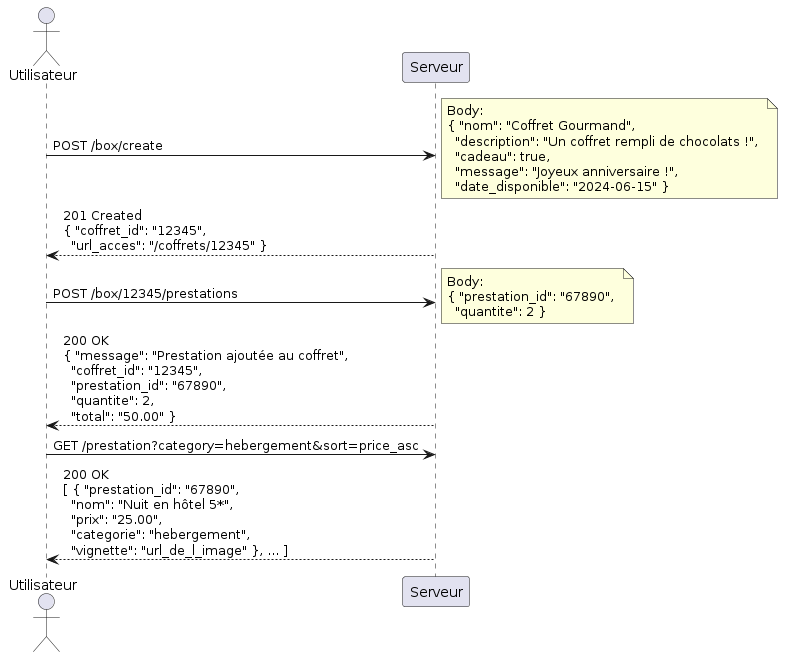 Utilisateur
Serveur
Body:
{ "nom": "Coffret Gourmand",
"description": "Un coffret rempli de chocolats !",
"cadeau": true,
"message": "Joyeux anniversaire !",
"date_disponible": "2024-06-15" }
POST /box/create
201 Created
{ "coffret_id": "12345",
"url_acces": "/coffrets/12345" }
Body:
{ "prestation_id": "67890",
"quantite": 2 }
POST /box/12345/prestations
200 OK
{ "message": "Prestation ajoutée au coffret",
"coffret_id": "12345",
"prestation_id": "67890",
"quantite": 2,
"total": "50.00" }
GET /prestation?category=hebergement&sort=price_asc
200 OK
[ { "prestation_id": "67890",
"nom": "Nuit en hôtel 5*",
"prix": "25.00",
"categorie": "hebergement",
"vignette": "url_de_l_image" }, ... ]
Utilisateur
Serveur